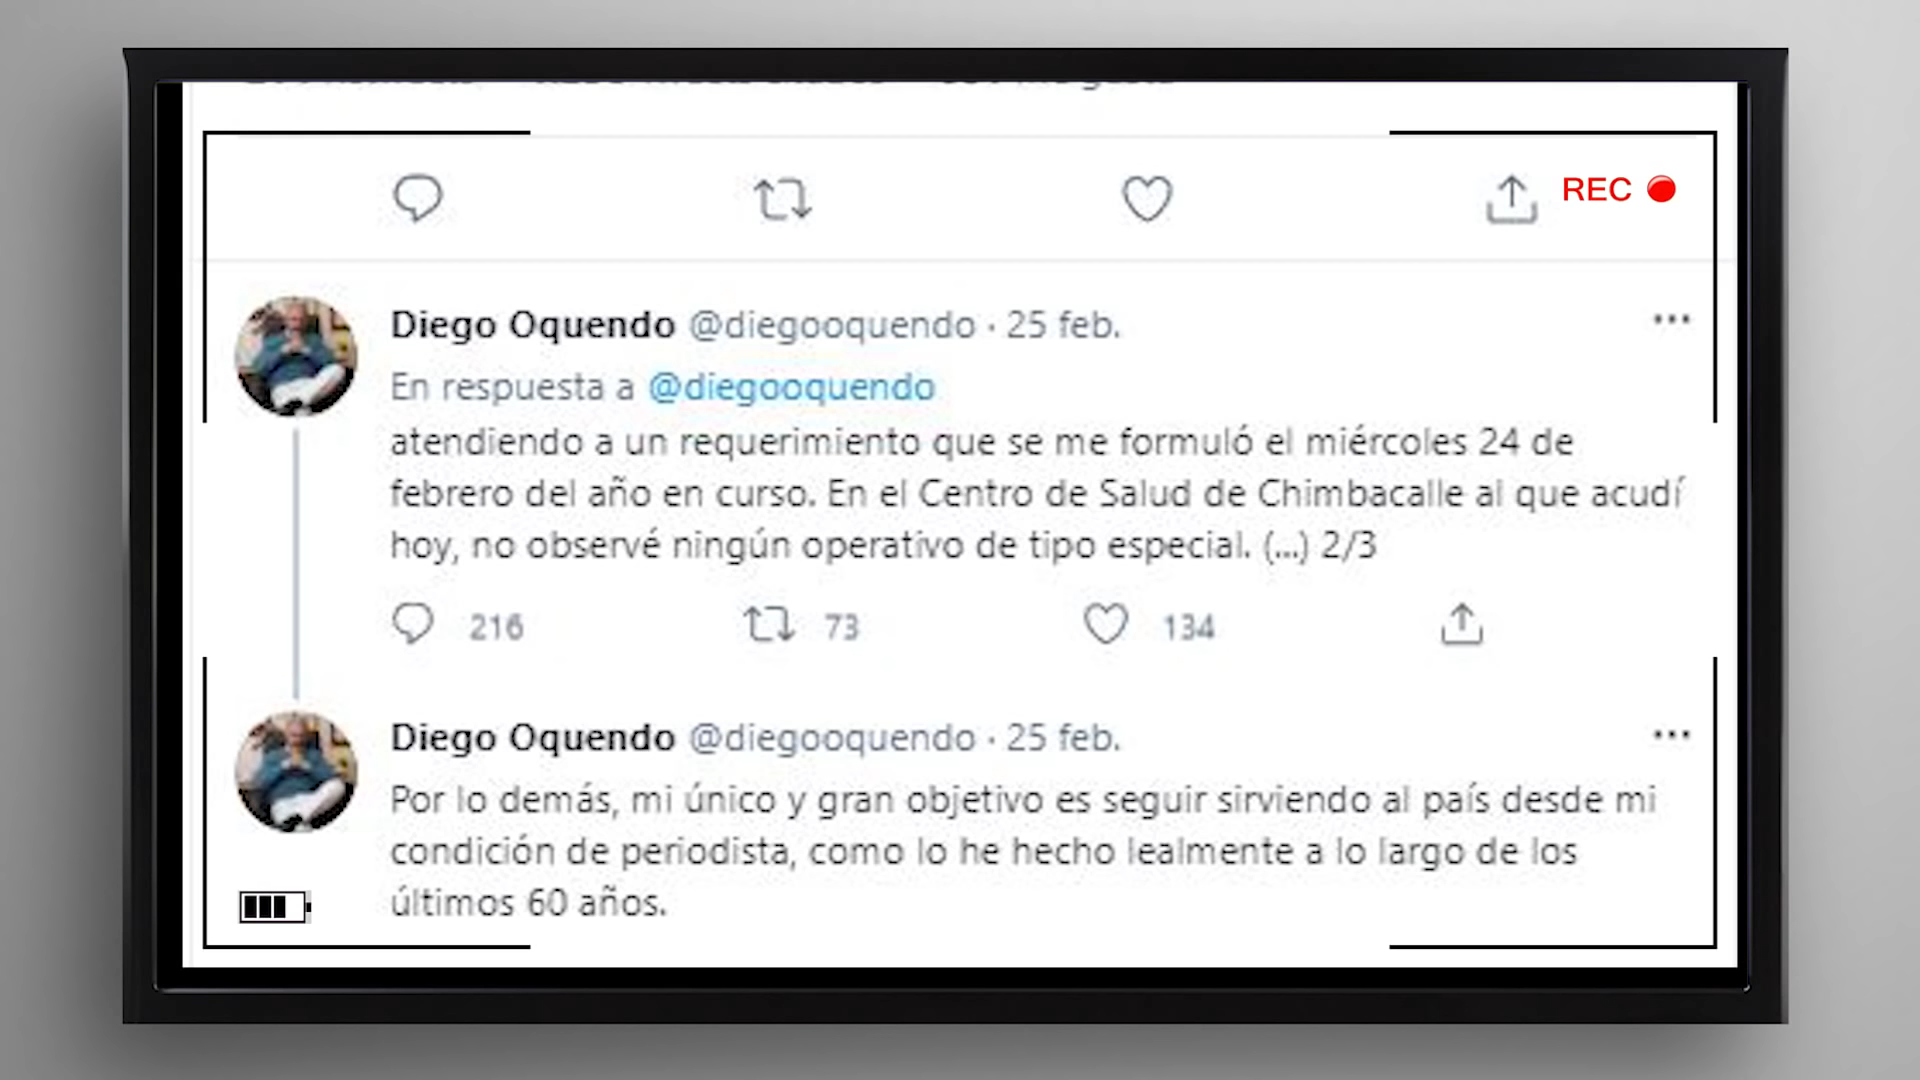 REC
Diego Oquendo @diegooquendo · 25 feb.
En respuesta a @diegooquendo
atendiendo a un requerimiento que se me formuló el miércoles 24 de
febrero del año en curso. En el Centro de Salud de Chimbacalle al que acudí
hoy, no observé ningún operativo de tipo especial. (...) 2/3
216 73 134
Diego Oquendo @diegooquendo · 25 feb.
Por lo demás, mi único y gran objetivo es seguir sirviendo al país desde mi
condición de periodista, como lo he hecho lealmente a lo largo de los
últimos 60 años.